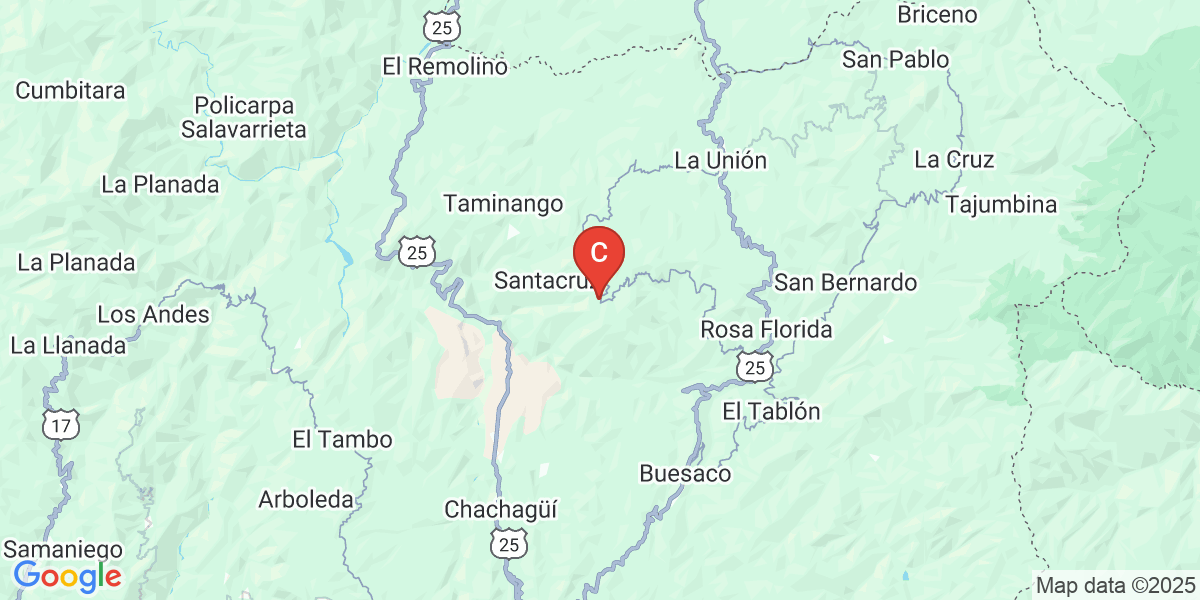 Briceno
25
San Pablo
El Remolino
Cumbitara
Policarpa
Salavarrieta
La Unión
La Cruz
La Planada
Taminango
Tajumbina
C
25
La Planada
Santacruz
San Bernardo
Los Andes
Rosa Florida
La Llanada
25
El Tablón
17
El Tambo
Buesaco
Arboleda
Chachagüí
25
Samaniego
Google
Map data ©2025